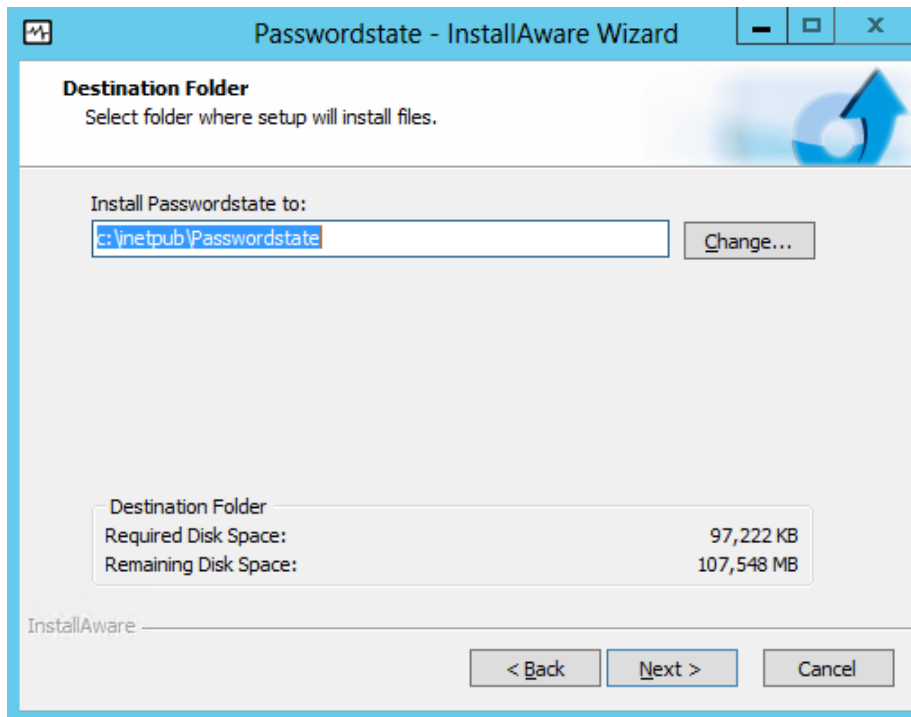 Passwordstate - InstallAware Wizard
Destination Folder
Select folder where setup will install files.
Install Passwordstate to:
c:\inetpub\Passwordstate
Change...
Destination Folder
Required Disk Space: 97,222 KB
Remaining Disk Space: 107,548 MB
InstallAware
< Back Next > Cancel